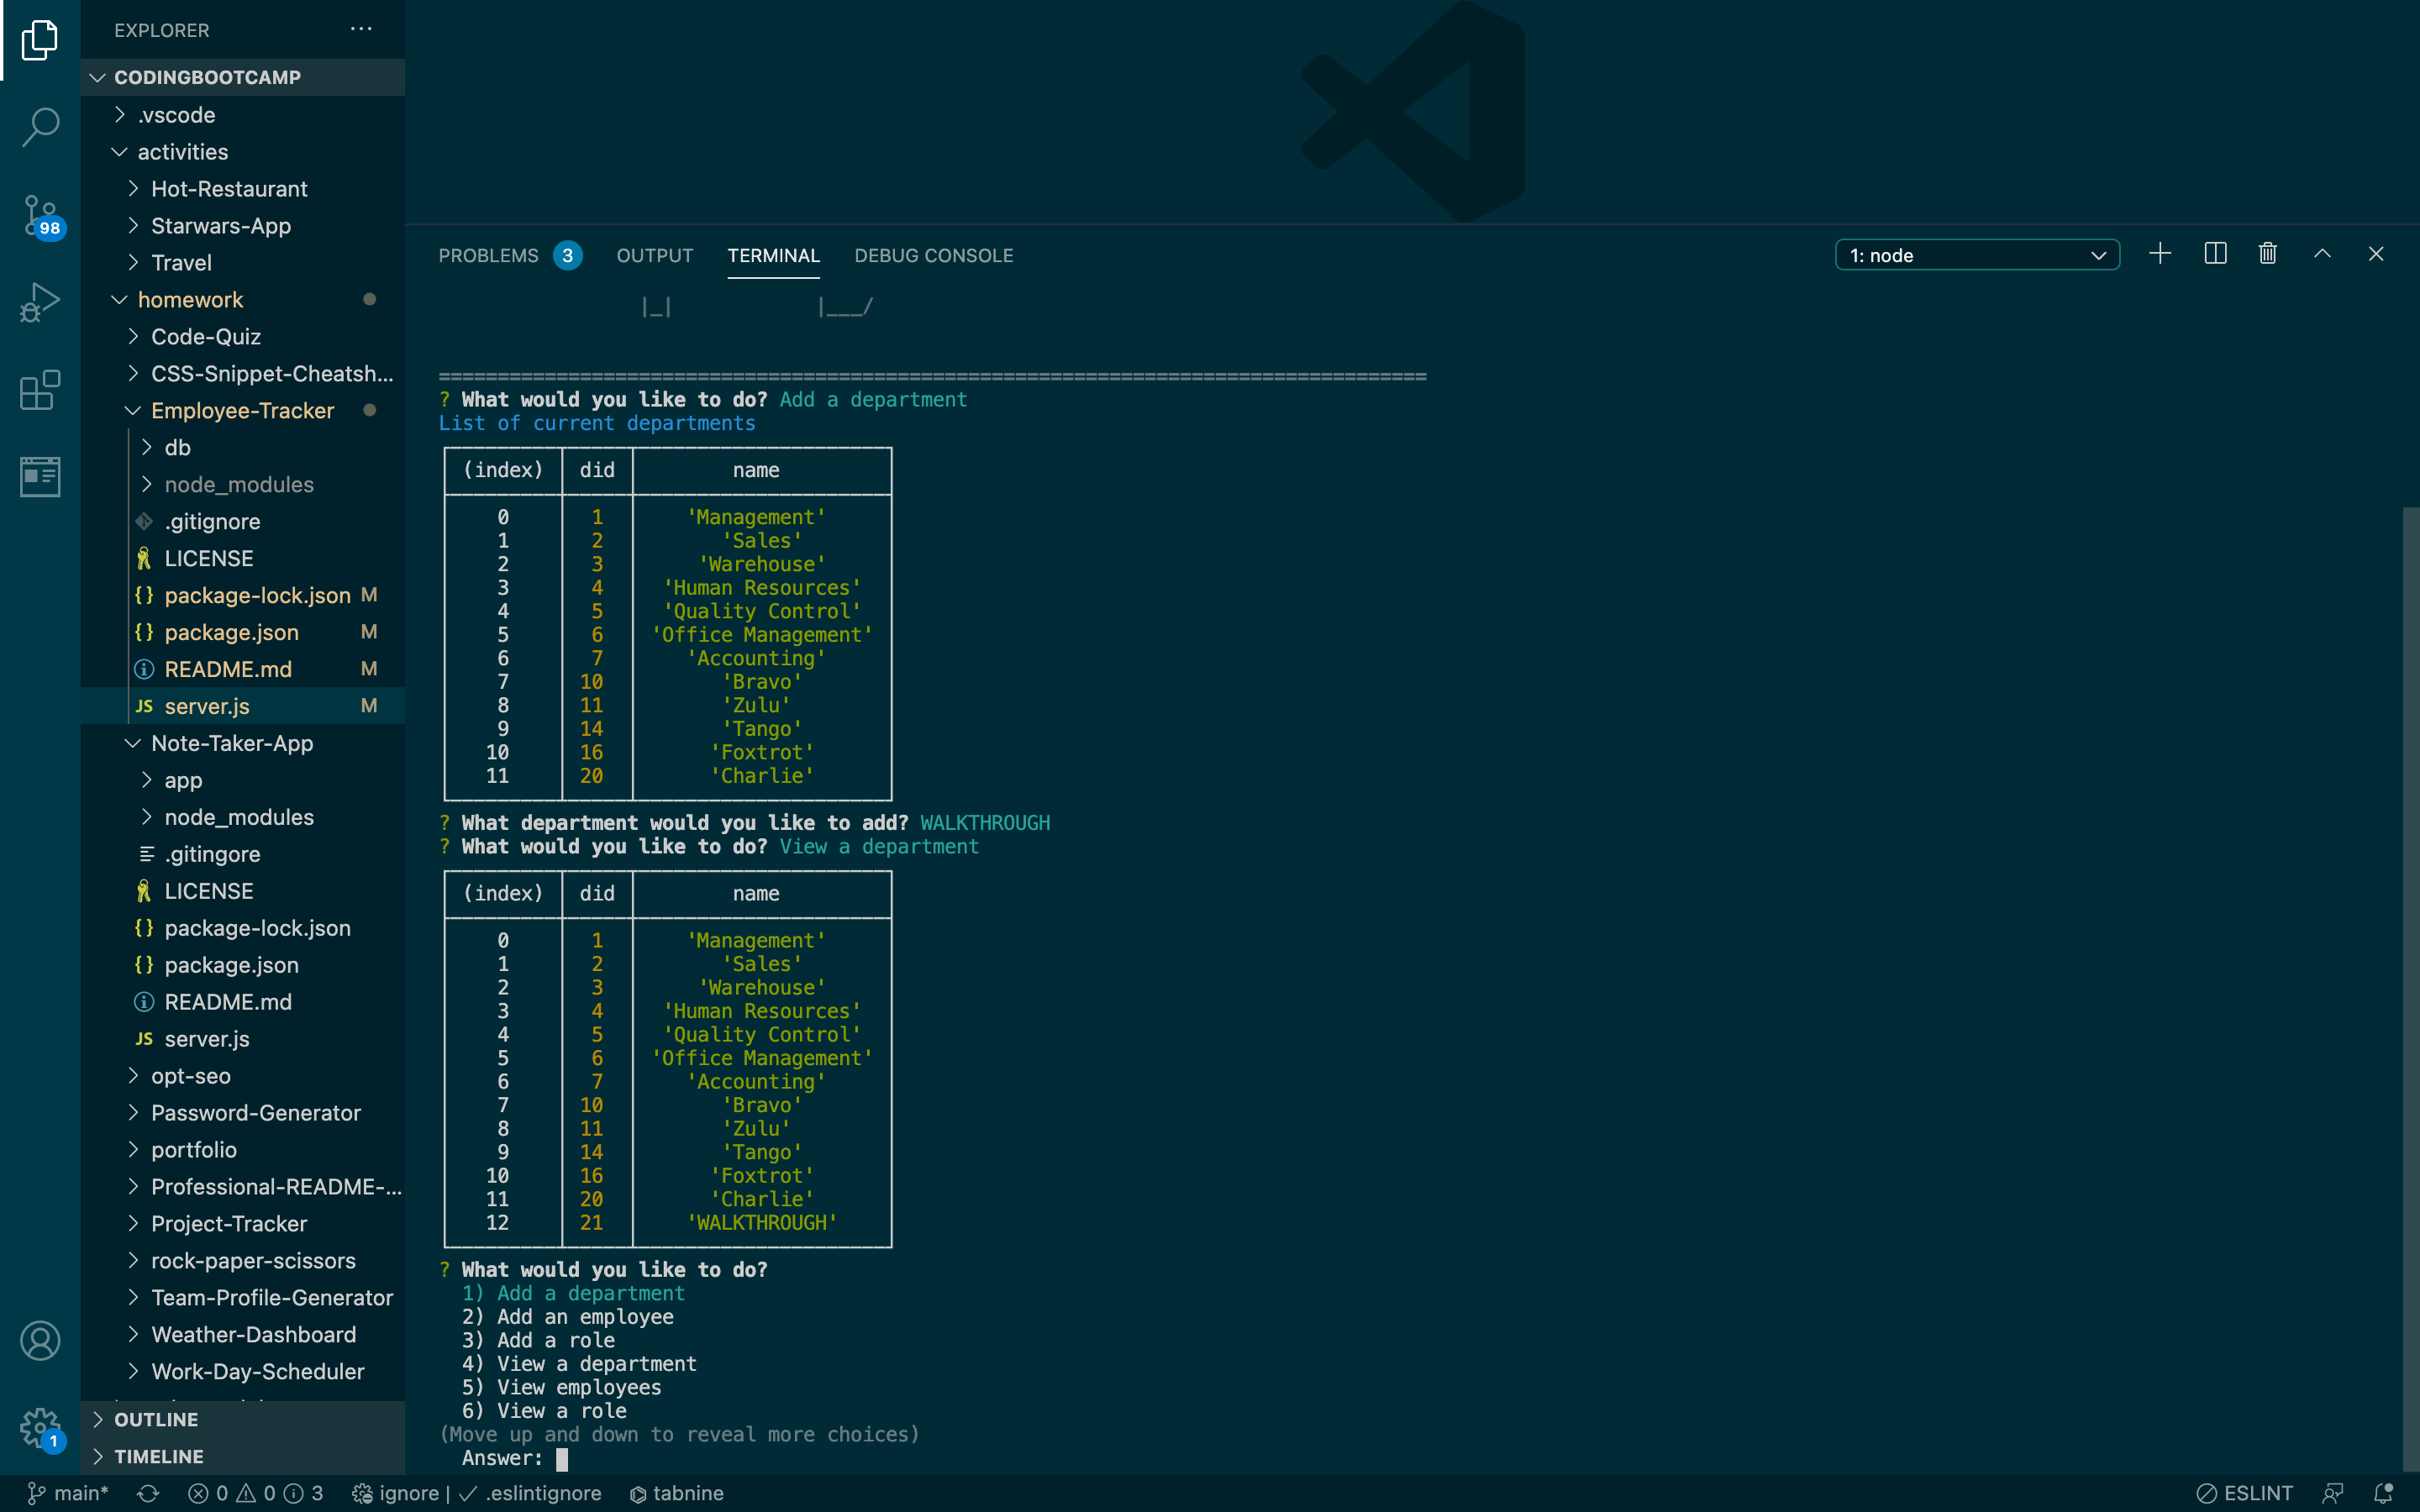 EXPLORER ···
CODINGBOOTCAMP
.vscode
activities
Hot-Restaurant
Starwars-App
Travel
homework
Code-Quiz
CSS-Snippet-Cheatsh...
Employee-Tracker
db
node_modules
.gitignore
LICENSE
{} package-lock.json M
{} package.json M
README.md M
JS server.js M
Note-Taker-App
app
node_modules
.gitingore
LICENSE
{} package-lock.json
{} package.json
README.md
JS server.js
opt-seo
Password-Generator
portfolio
Professional-README-...
Project-Tracker
rock-paper-scissors
Team-Profile-Generator
Weather-Dashboard
Work-Day-Scheduler
OUTLINE
TIMELINE
98
1
PROBLEMS 3 OUTPUT TERMINAL DEBUG CONSOLE 1: node
|_| |___/
====================================================================================
? What would you like to do? Add a department
List of current departments
(index) did name
0 1 'Management'
1 2 'Sales'
2 3 'Warehouse'
3 4 'Human Resources'
4 5 'Quality Control'
5 6 'Office Management'
6 7 'Accounting'
7 10 'Bravo'
8 11 'Zulu'
9 14 'Tango'
10 16 'Foxtrot'
11 20 'Charlie'
? What department would you like to add? WALKTHROUGH
? What would you like to do? View a department
(index) did name
0 1 'Management'
1 2 'Sales'
2 3 'Warehouse'
3 4 'Human Resources'
4 5 'Quality Control'
5 6 'Office Management'
6 7 'Accounting'
7 10 'Bravo'
8 11 'Zulu'
9 14 'Tango'
10 16 'Foxtrot'
11 20 'Charlie'
12 21 'WALKTHROUGH'
? What would you like to do?
1) Add a department
2) Add an employee
3) Add a role
4) View a department
5) View employees
6) View a role
(Move up and down to reveal more choices)
Answer:
main* 0 0 3 ignore | ✓ .eslintignore tabnine ESLINT